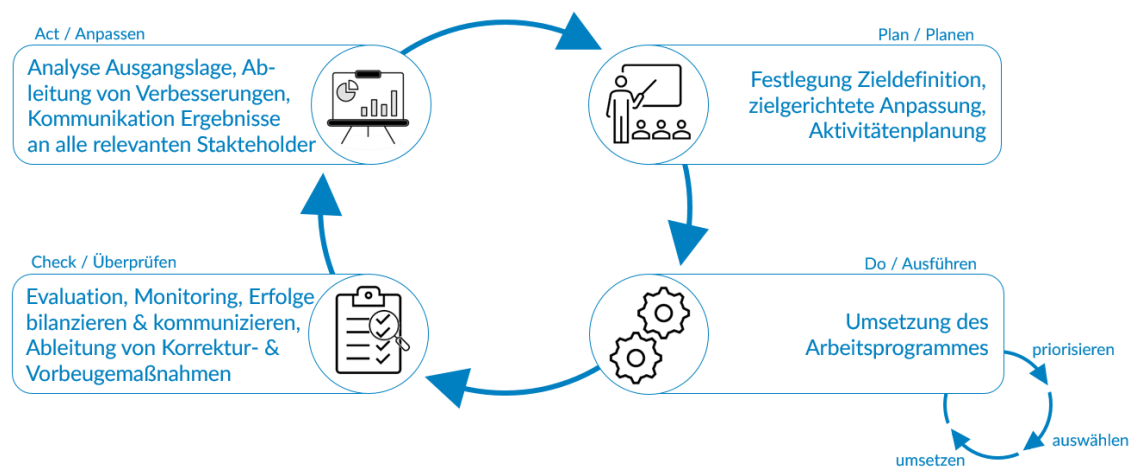 Act / Anpassen
Analyse Ausgangslage, Ab-
leitung von Verbesserungen,
Kommunikation Ergebnisse
an alle relevanten Stakteholder
Plan / Planen
Festlegung Zieldefinition,
zielgerichtete Anpassung,
Aktivitätenplanung
Do / Ausführen
Umsetzung des
Arbeitsprogrammes
priorisieren
auswählen
umsetzen
Check / Überprüfen
Evaluation, Monitoring, Erfolge
bilanzieren & kommunizieren,
Ableitung von Korrektur- &
Vorbeugemaßnahmen